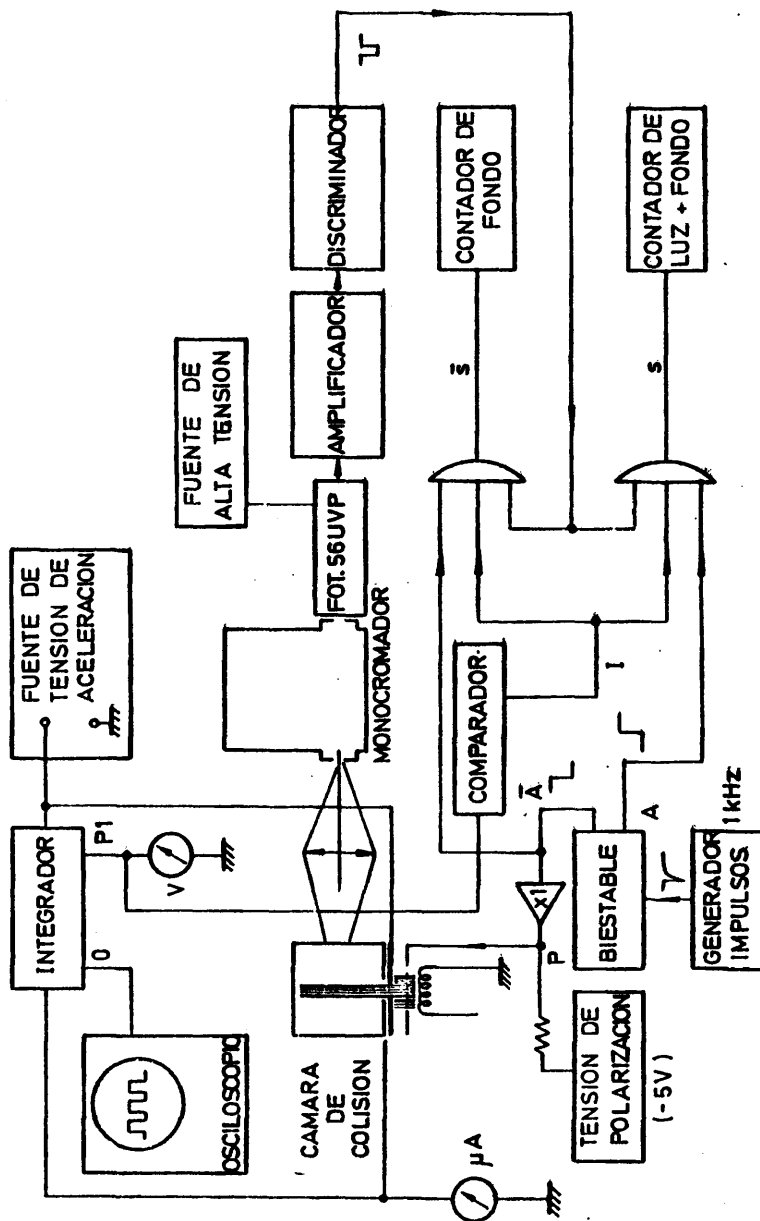 FUENTE DE
TENSION DE
ACELERACION
INTEGRADOR
P1
O
V
OSCILOSCOPIO
CAMARA
DE
COLISION
μA
MONOCROMADOR
FOT. 56 UVP
FUENTE DE
ALTA TENSION
AMPLIFICADOR
DISCRIMINADOR
CONTADOR DE
FONDO
CONTADOR DE
LUZ + FONDO
s̄
s
COMPARADOR
I
Ā
A
x1
P
BIESTABLE
GENERADOR
IMPULSOS
1 kHz
TENSION DE
POLARIZACION
(-5V)